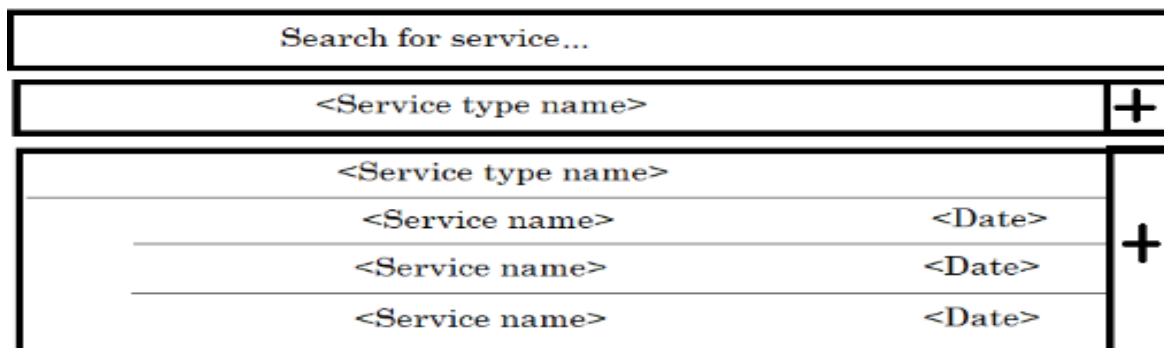 Search for service...
<Service type name> +
<Service type name>
<Service name> <Date>
+
<Service name> <Date>
<Service name> <Date>